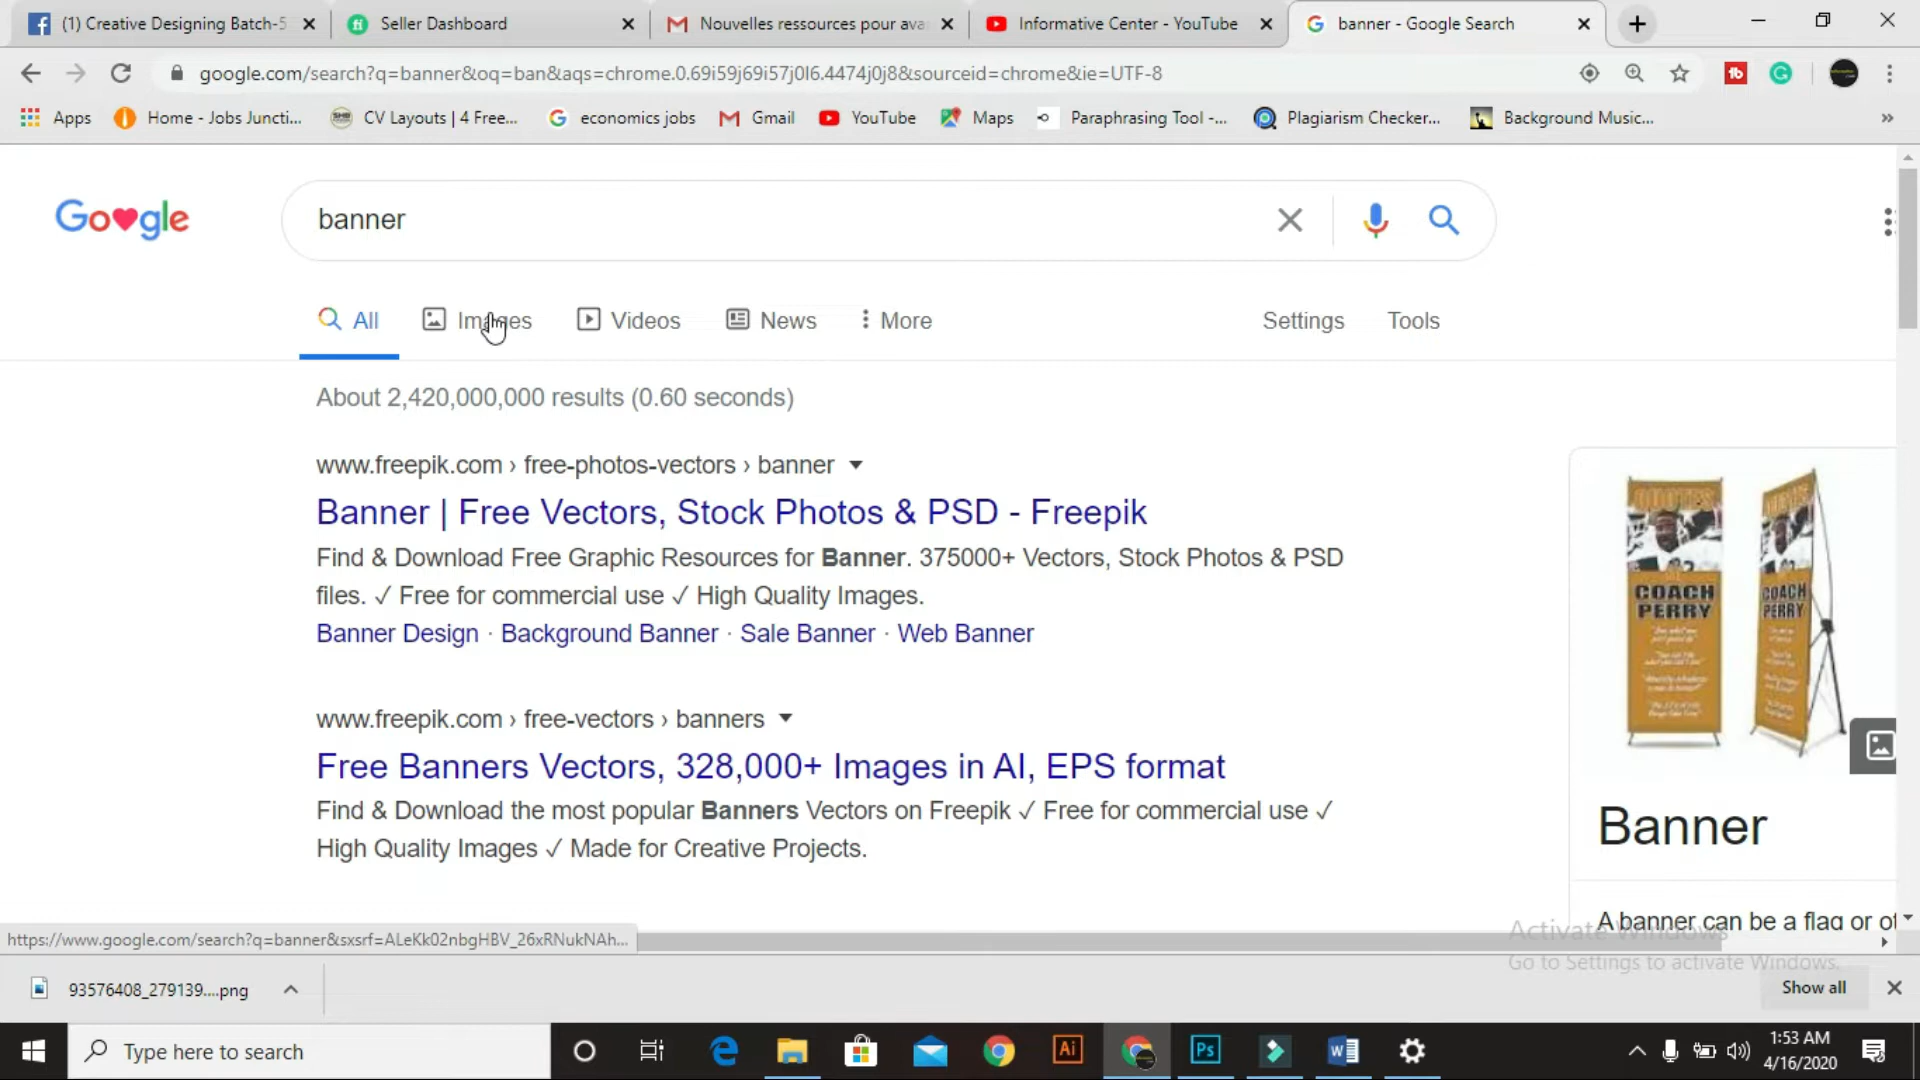 (1) Creative Designing Batch-5
Seller Dashboard
Nouvelles ressources pour ava
Informative Center - YouTube
banner - Google Search
google.com/search?q=banner&oq=ban&aqs=chrome.0.69i59j69i57j0l6.4474j0j8&sourceid=chrome&ie=UTF-8
Apps
Home - Jobs Juncti...
CV Layouts | 4 Free...
economics jobs
Gmail
YouTube
Maps
Paraphrasing Tool -...
Plagiarism Checker...
Background Music...
Google
banner
All
Images
Videos
News
More
Settings
Tools
About 2,420,000,000 results (0.60 seconds)
www.freepik.com › free-photos-vectors › banner
Banner | Free Vectors, Stock Photos & PSD - Freepik
Find & Download Free Graphic Resources for Banner. 375000+ Vectors, Stock Photos & PSD
files. ✓ Free for commercial use ✓ High Quality Images.
Banner Design · Background Banner · Sale Banner · Web Banner
www.freepik.com › free-vectors › banners
Free Banners Vectors, 328,000+ Images in AI, EPS format
Find & Download the most popular Banners Vectors on Freepik ✓ Free for commercial use ✓
High Quality Images ✓ Made for Creative Projects.
QUOTES
COACH
PERRY
COACH
PERRY
Banner
A banner can be a flag or ot
Activate Windows
Go to Settings to activate Windows.
https://www.google.com/search?q=banner&sxsrf=ALeKk02nbgHBV_26xRNukNAh...
93576408_279139....png
Show all
Type here to search
Ai
Ps
1:53 AM
4/16/2020